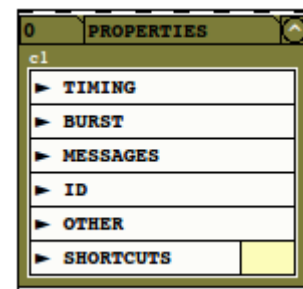 0 PROPERTIES
c1
TIMING
BURST
MESSAGES
ID
OTHER
SHORTCUTS